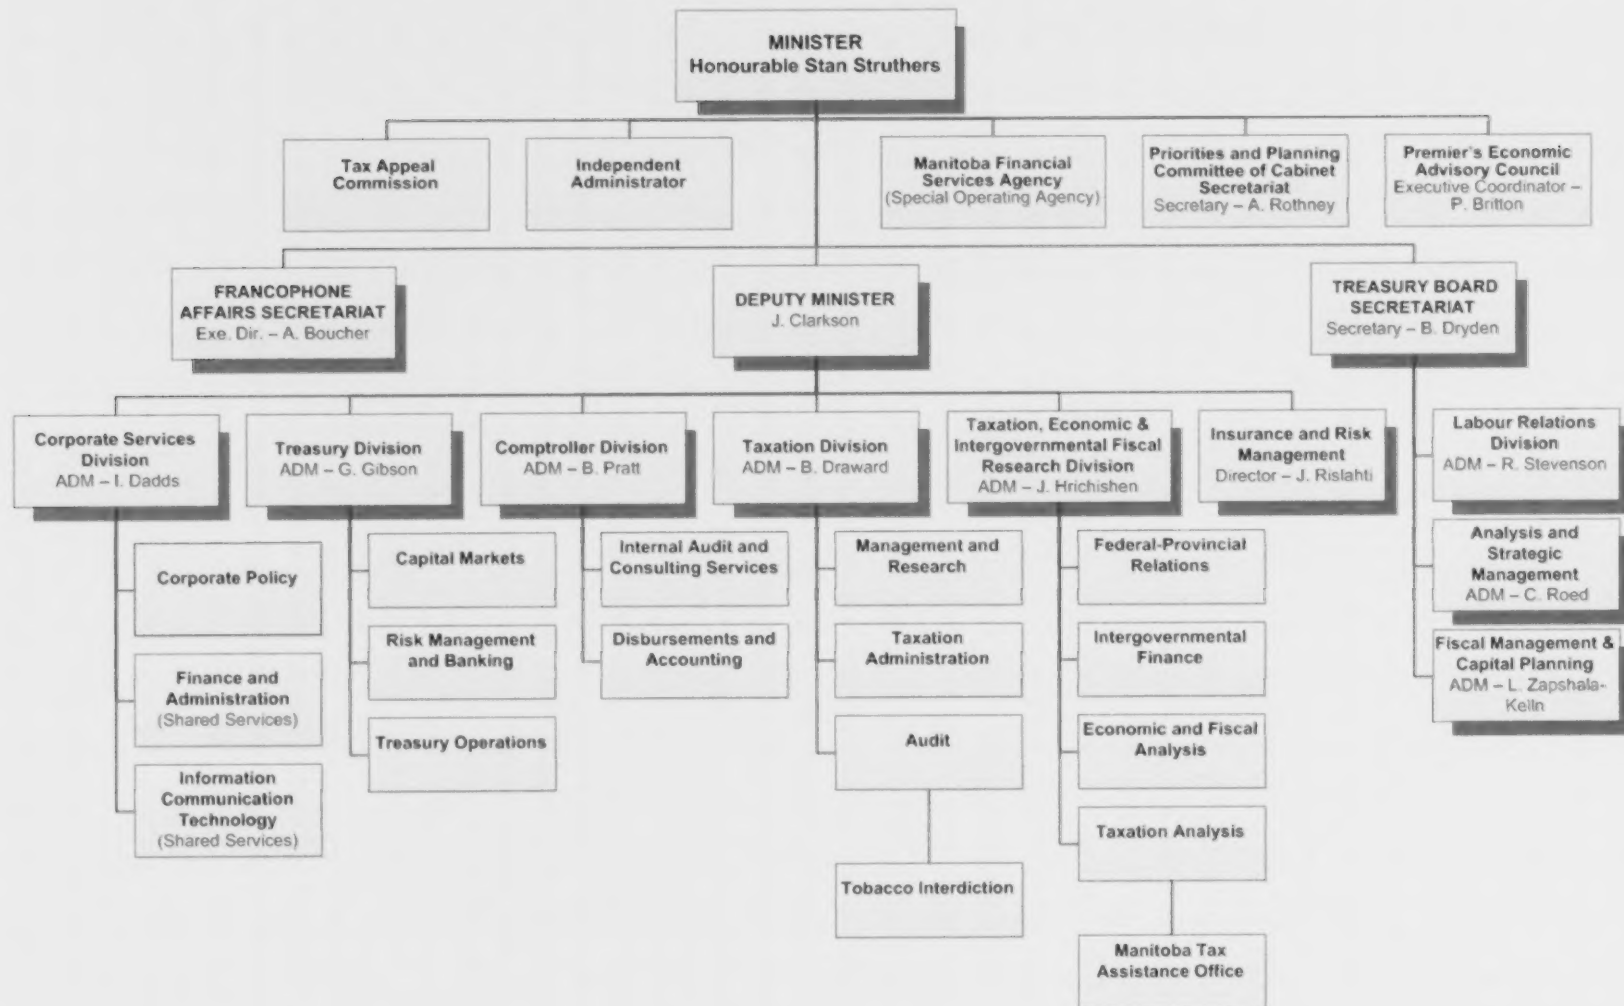 MINISTER
Honourable Stan Struthers
Tax Appeal
Commission
Independent
Administrator
Manitoba Financial
Services Agency
(Special Operating Agency)
Priorities and Planning
Committee of Cabinet
Secretariat
Secretary – A. Rothney
Premier's Economic
Advisory Council
Executive Coordinator –
P. Britton
FRANCOPHONE
AFFAIRS SECRETARIAT
Exe. Dir. – A. Boucher
DEPUTY MINISTER
J. Clarkson
TREASURY BOARD
SECRETARIAT
Secretary – B. Dryden
Corporate Services
Division
ADM – I. Dadds
Treasury Division
ADM – G. Gibson
Comptroller Division
ADM – B. Pratt
Taxation Division
ADM – B. Draward
Taxation, Economic &
Intergovernmental Fiscal
Research Division
ADM – J. Hrichishen
Insurance and Risk
Management
Director – J. Rislahti
Labour Relations
Division
ADM – R. Stevenson
Corporate Policy
Finance and
Administration
(Shared Services)
Information
Communication
Technology
(Shared Services)
Capital Markets
Risk Management
and Banking
Treasury Operations
Internal Audit and
Consulting Services
Disbursements and
Accounting
Management and
Research
Taxation
Administration
Audit
Tobacco Interdiction
Federal-Provincial
Relations
Intergovernmental
Finance
Economic and Fiscal
Analysis
Taxation Analysis
Manitoba Tax
Assistance Office
Analysis and
Strategic
Management
ADM – C. Roed
Fiscal Management &
Capital Planning
ADM – L. Zapshala-
Kelln